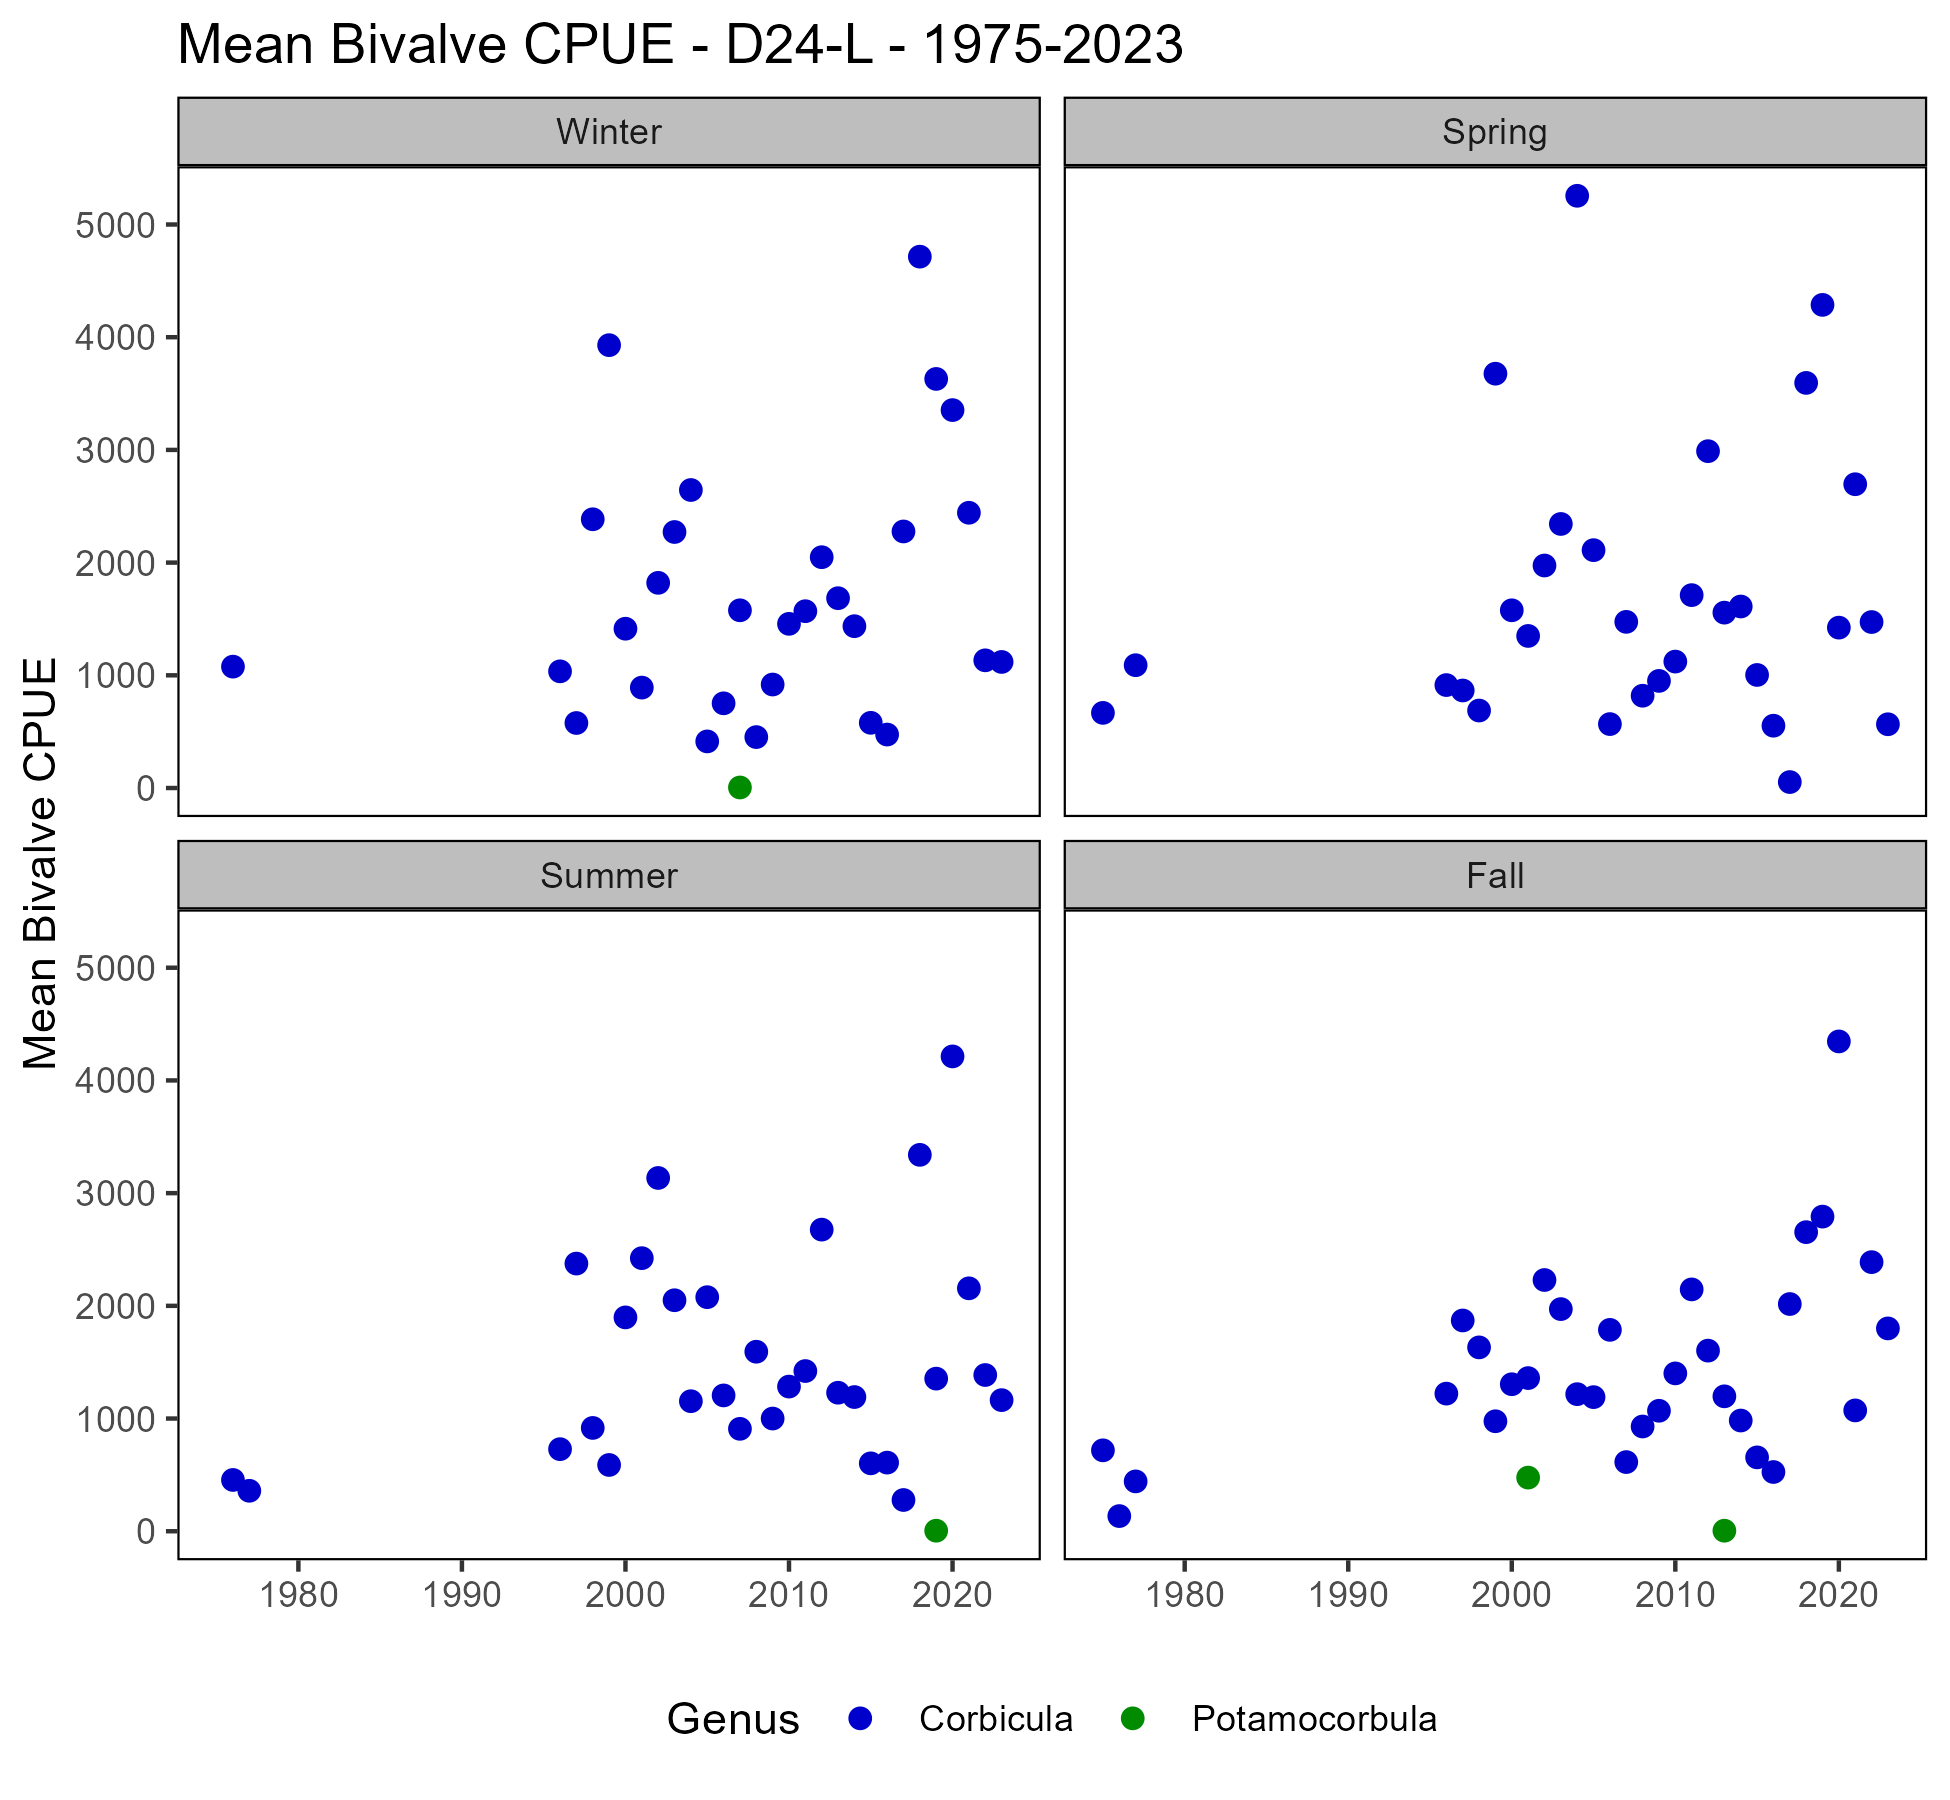 Mean Bivalve CPUE - D24-L - 1975-2023
Winter
Spring
5000
4000
3000
2000
1000
0
Mean Bivalve CPUE
Summer
Fall
5000
4000
3000
2000
1000
0
1980 1990 2000 2010 2020
1980 1990 2000 2010 2020
Genus Corbicula Potamocorbula